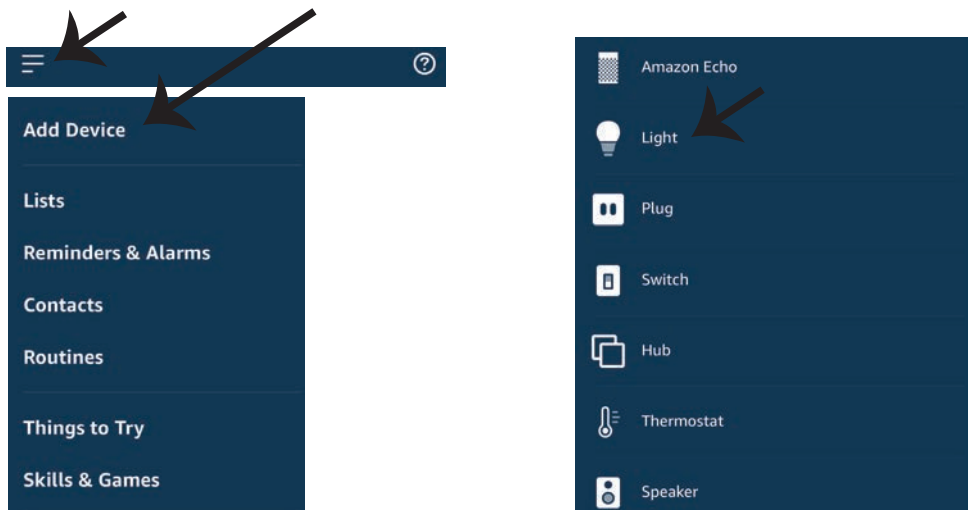 ?
Add Device
Lists
Reminders & Alarms
Contacts
Routines
Things to Try
Skills & Games
Amazon Echo
Light
Plug
Switch
Hub
Thermostat
Speaker